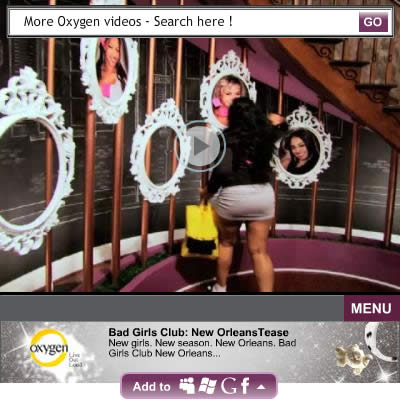 More Oxygen videos - Search here !
GO
MENU
oxygen
Live
Out
Loud
Bad Girls Club: New OrleansTease
New girls. New season. New Orleans. Bad
Girls Club New Orleans...
Add to